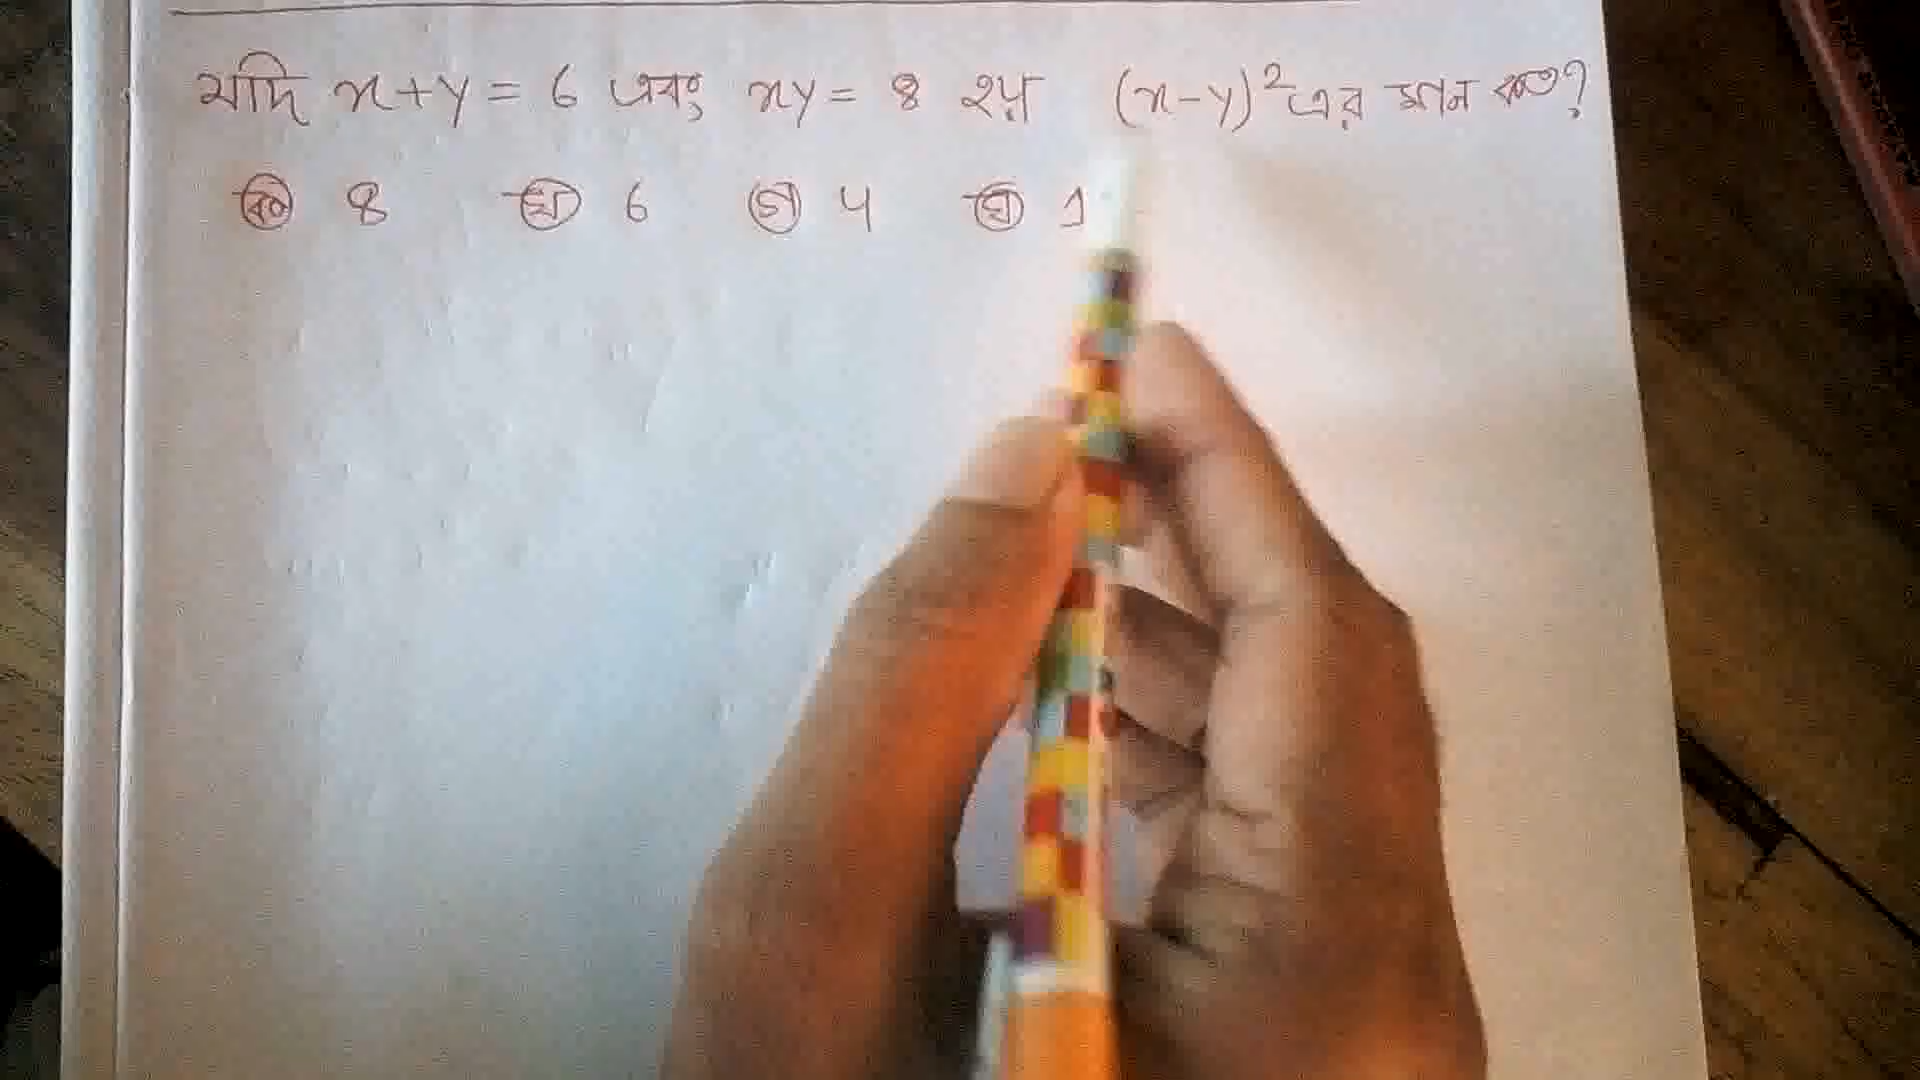 যদি x+y = 6 এবং xy = 8 হয় (x-y)² এর মান কত?
ক 8 খ 6 গ 4 ঘ 1